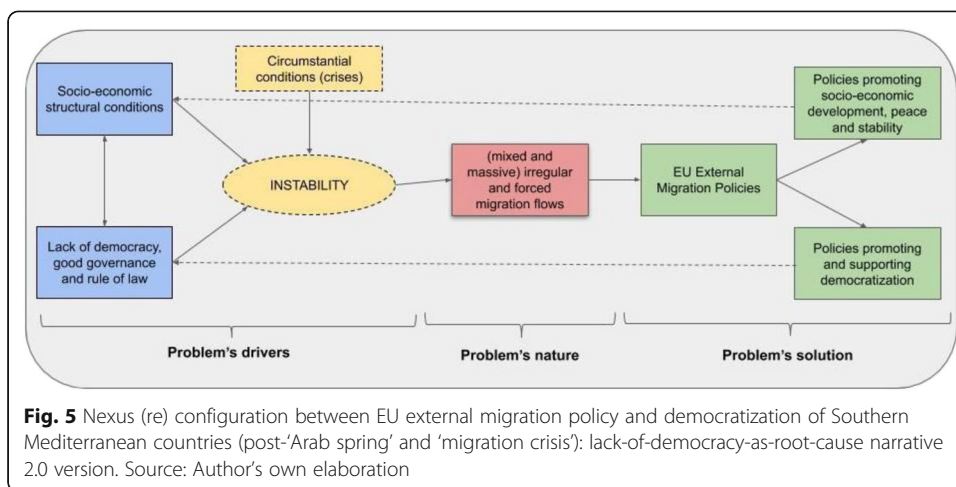 Circumstantial
conditions (crises)
Socio-economic
structural conditions
Policies promoting
socio-economic
development, peace
and stability
INSTABILITY
(mixed and
massive) irregular
and forced
migration flows
EU External
Migration Policies
Lack of democracy,
good governance
and rule of law
Policies promoting
and supporting
democratization
Problem's drivers
Problem's nature
Problem's solution
Fig. 5 Nexus (re) configuration between EU external migration policy and democratization of Southern
Mediterranean countries (post-‘Arab spring’ and ‘migration crisis’): lack-of-democracy-as-root-cause narrative
2.0 version. Source: Author’s own elaboration